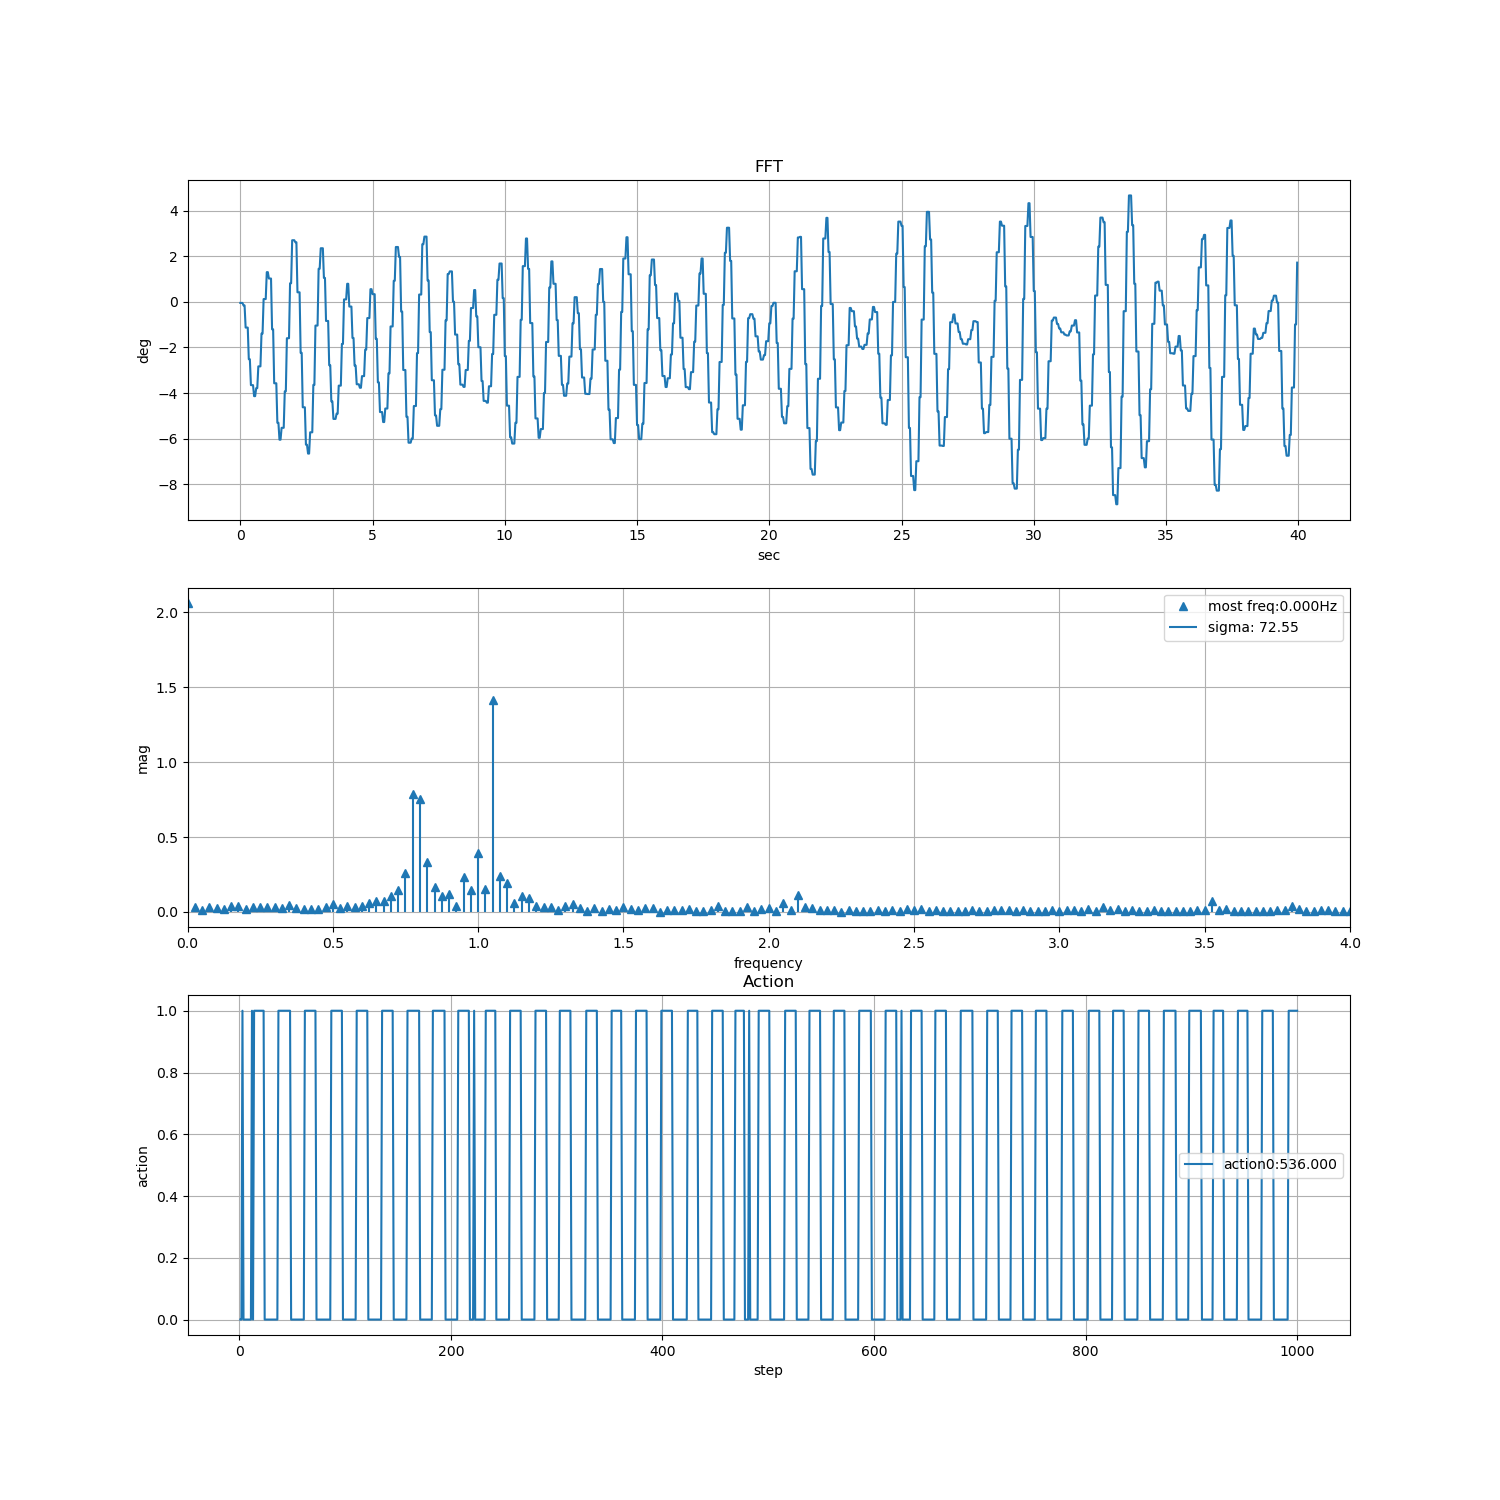 FFT
4
2
0
−2
−4
−6
−8
deg
0 5 10 15 20 25 30 35 40
sec
2.0
1.5
1.0
0.5
0.0
mag
most freq:0.000Hz
sigma: 72.55
0.0 0.5 1.0 1.5 2.0 2.5 3.0 3.5 4.0
frequency
Action
1.0
0.8
0.6
0.4
0.2
0.0
action
action0:536.000
0 200 400 600 800 1000
step